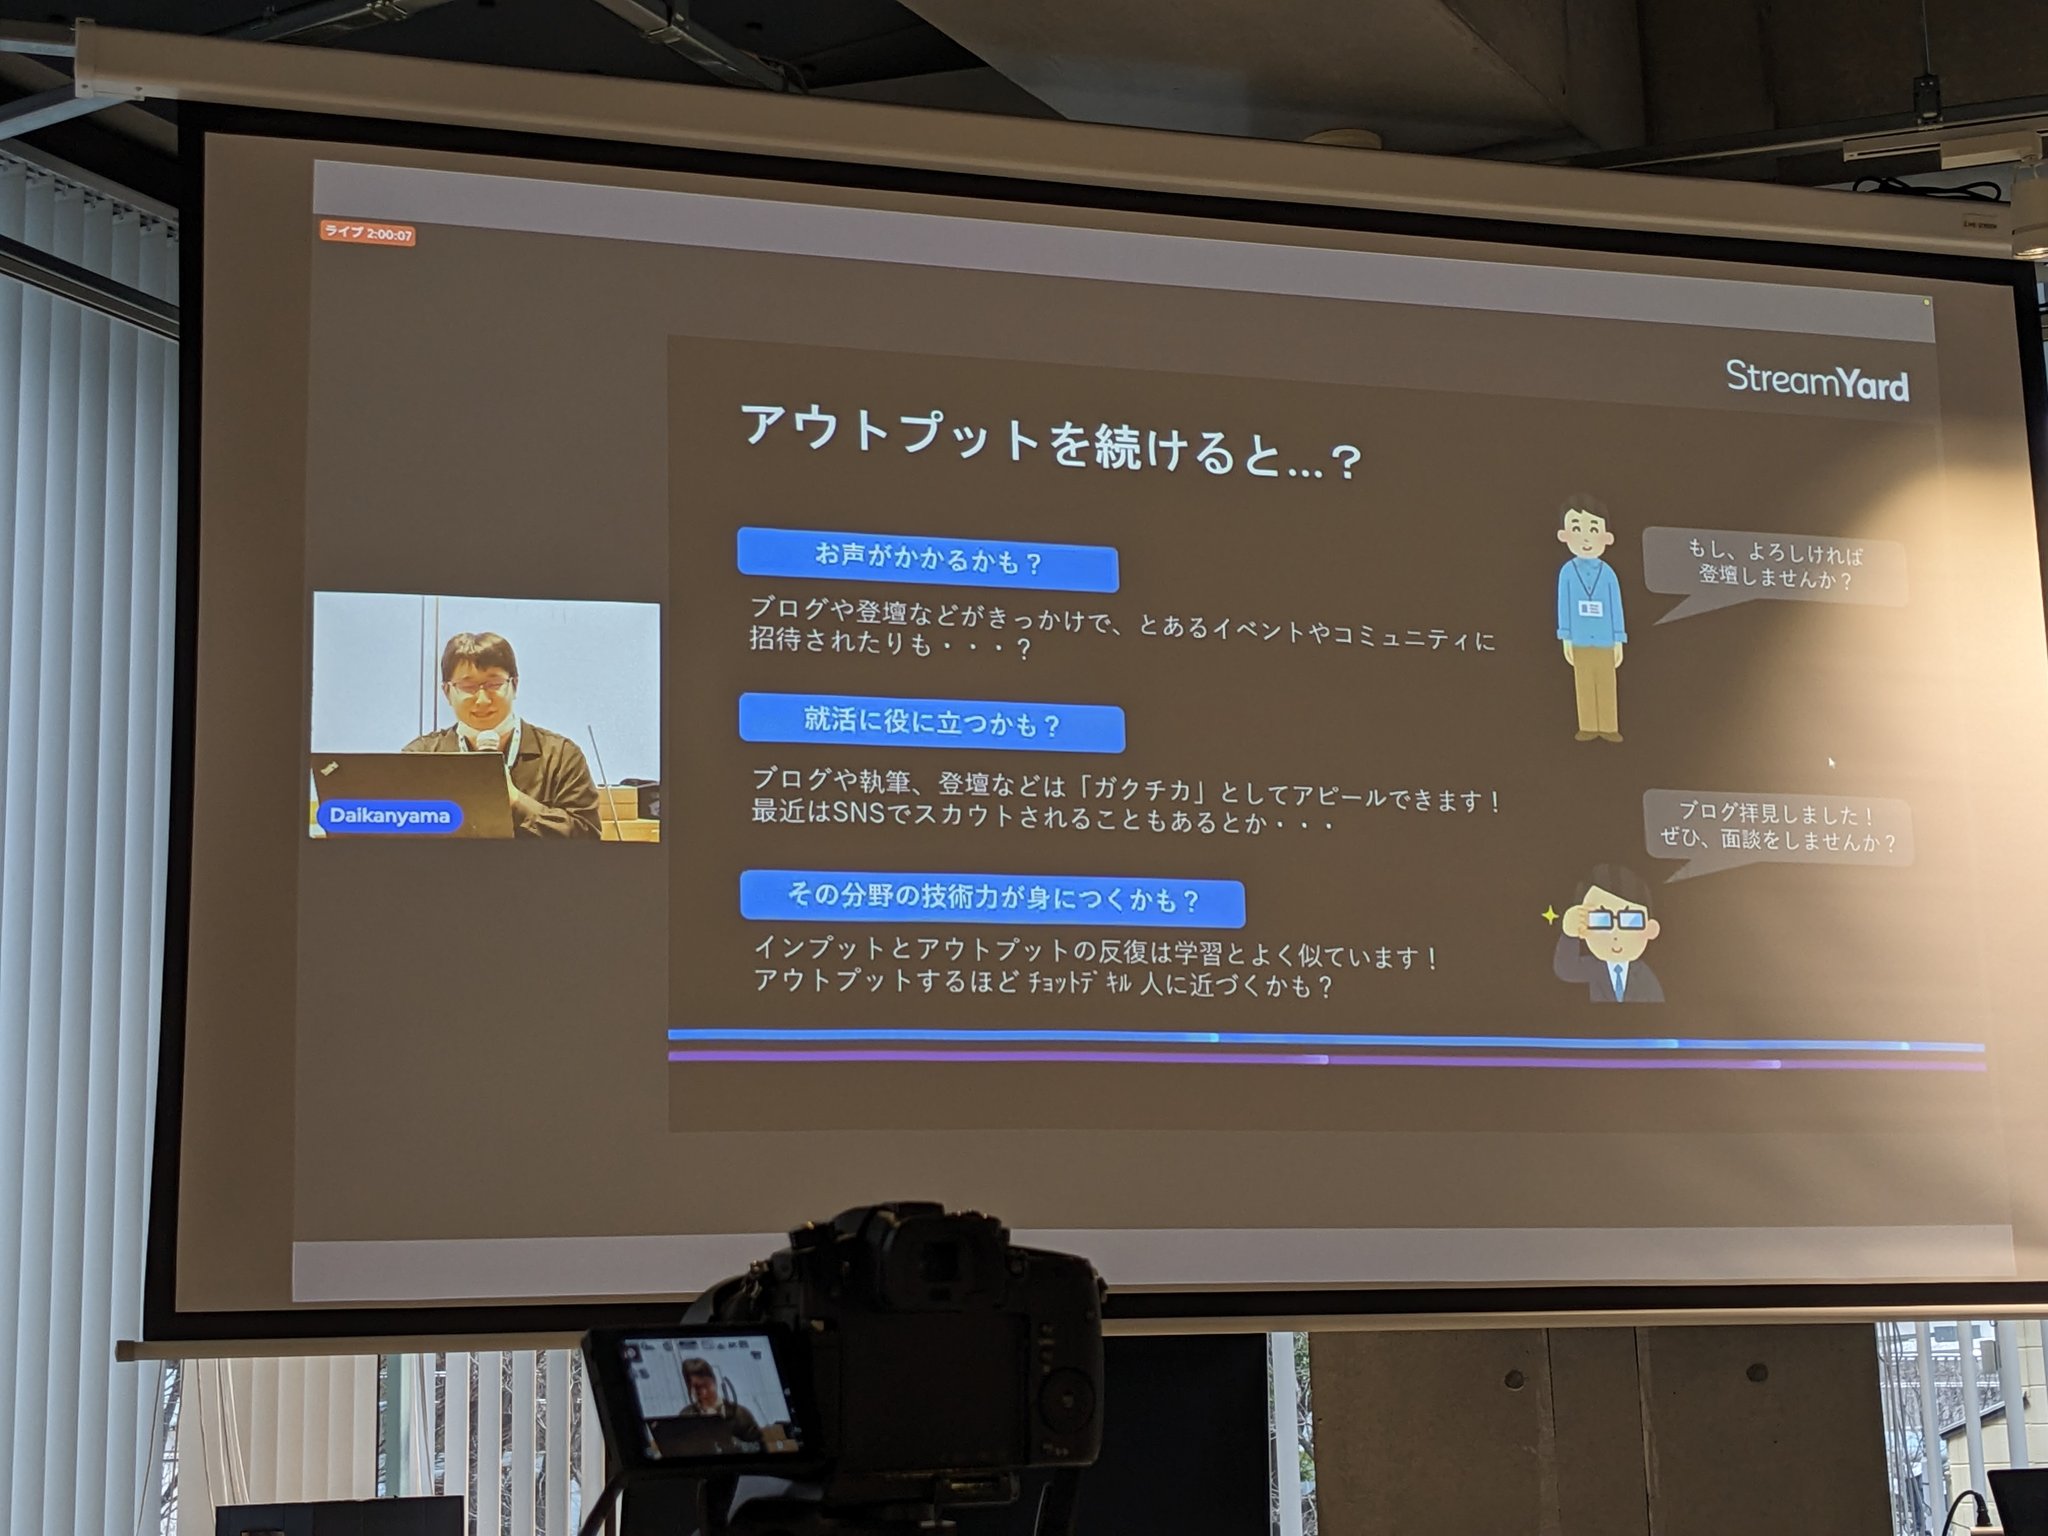 ライブ 2:00:07
StreamYard
アウトプットを続けると...？
お声がかかるかも？
ブログや登壇などがきっかけで、とあるイベントやコミュニティに
招待されたりも・・・？
もし、よろしければ
登壇しませんか？
就活に役に立つかも？
ブログや執筆、登壇などは「ガクチカ」としてアピールできます！
最近はSNSでスカウトされることもあるとか・・・
Daikanyama
ブログ拝見しました！
ぜひ、面談をしませんか？
その分野の技術力が身につくかも？
インプットとアウトプットの反復は学習とよく似ています！
アウトプットするほど ﾁｮｯﾄﾃﾞｷﾙ 人に近づくかも？